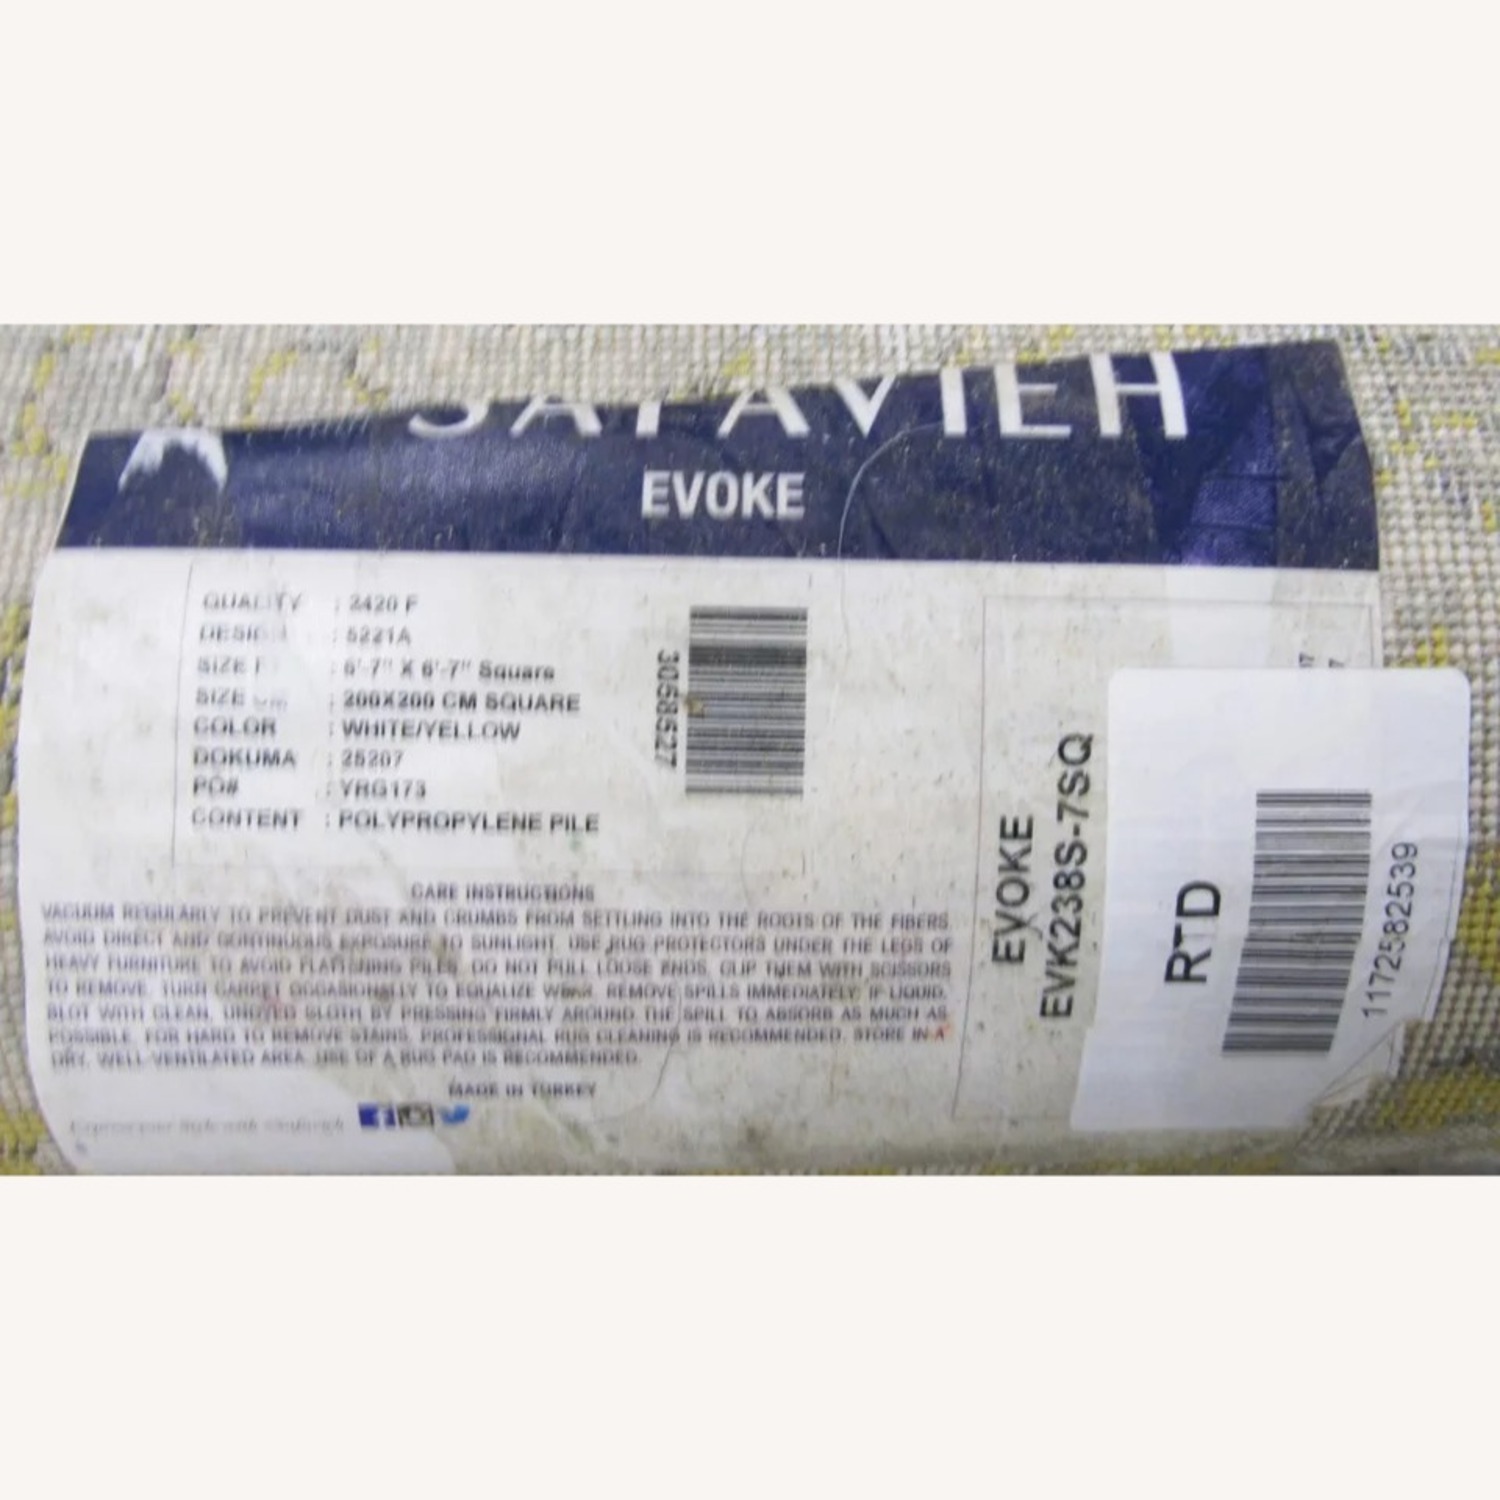 SAFAVIEH
EVOKE
QUALITY : 2420 F
DESIGN : 5221A
SIZE F : 6'-7" X 6'-7" Square
SIZE CM : 200X200 CM SQUARE
COLOR : WHITE/YELLOW
DOKUMA : 25207
PO# : YRG173
CONTENT : POLYPROPYLENE PILE
30585277
CARE INSTRUCTIONS
VACUUM REGULARLY TO PREVENT DUST AND CRUMBS FROM SETTLING INTO THE ROOTS OF THE FIBERS.
AVOID DIRECT AND CONTINUOUS EXPOSURE TO SUNLIGHT. USE RUG PROTECTORS UNDER THE LEGS OF
HEAVY FURNITURE TO AVOID FLATTENING PILES. DO NOT PULL LOOSE ENDS, CLIP THEM WITH SCISSORS
TO REMOVE. TURN CARPET OCCASIONALLY TO EQUALIZE WEAR. REMOVE SPILLS IMMEDIATELY; IF LIQUID,
BLOT WITH CLEAN, UNDYED CLOTH BY PRESSING FIRMLY AROUND THE SPILL TO ABSORB AS MUCH AS
POSSIBLE. FOR HARD TO REMOVE STAINS, PROFESSIONAL RUG CLEANING IS RECOMMENDED. STORE IN A
DRY, WELL-VENTILATED AREA. USE OF A RUG PAD IS RECOMMENDED.
MADE IN TURKEY
EVOKE
EVK238S-7SQ
RTD
11725825​39